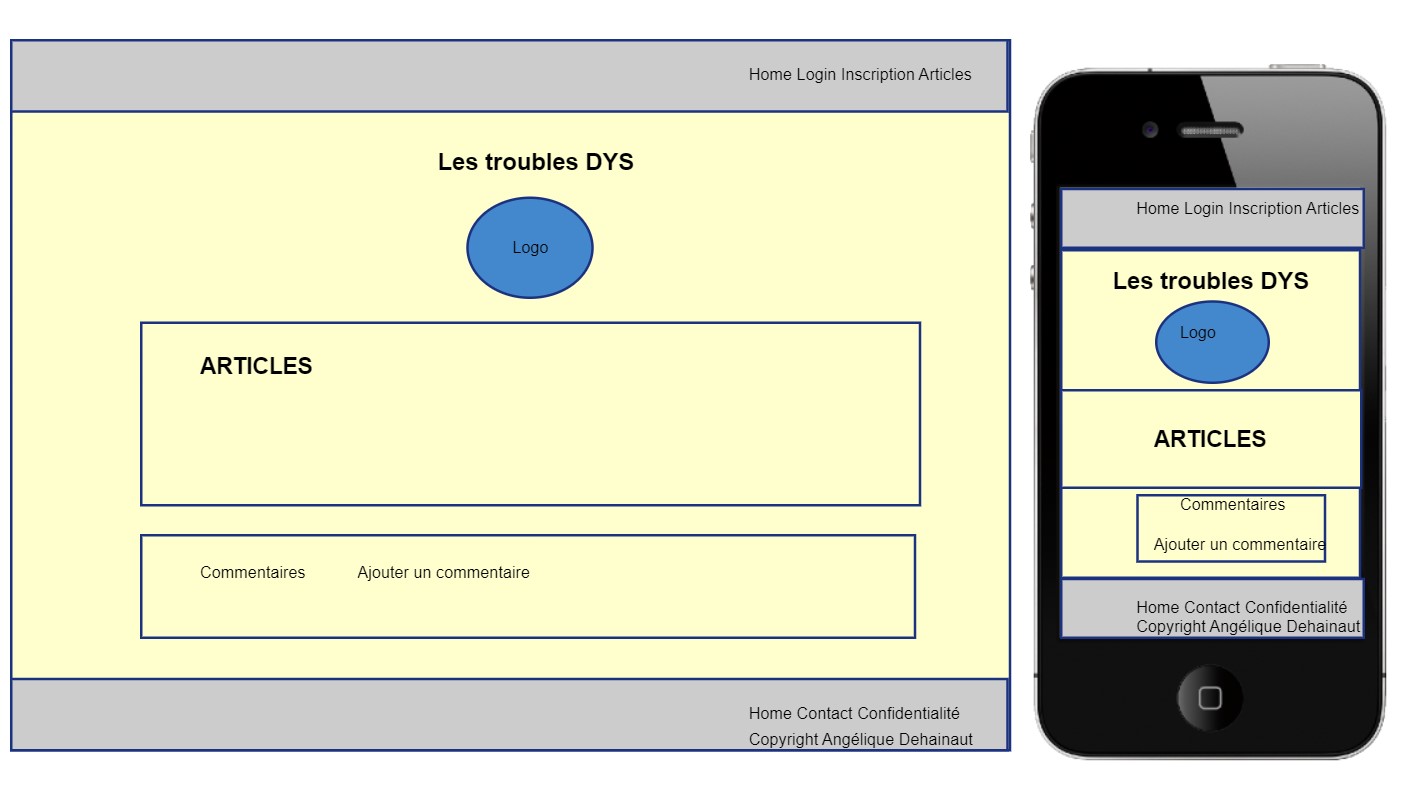 Home Login Inscription Articles
Les troubles DYS
Logo
ARTICLES
Commentaires Ajouter un commentaire
Home Contact Confidentialité
Copyright Angélique Dehainaut
Home Login Inscription Articles
Les troubles DYS
Logo
ARTICLES
Commentaires
Ajouter un commentaire
Home Contact Confidentialité
Copyright Angélique Dehainaut